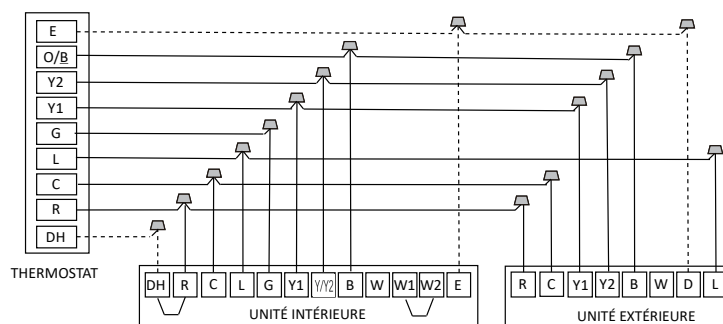 E
O/B
Y2
Y1
G
L
C
R
DH
THERMOSTAT
DH R C L G Y1 Y/Y2 B W W1 W2 E
UNITÉ INTÉRIEURE
R C Y1 Y2 B W D L
UNITÉ EXTÉRIEURE